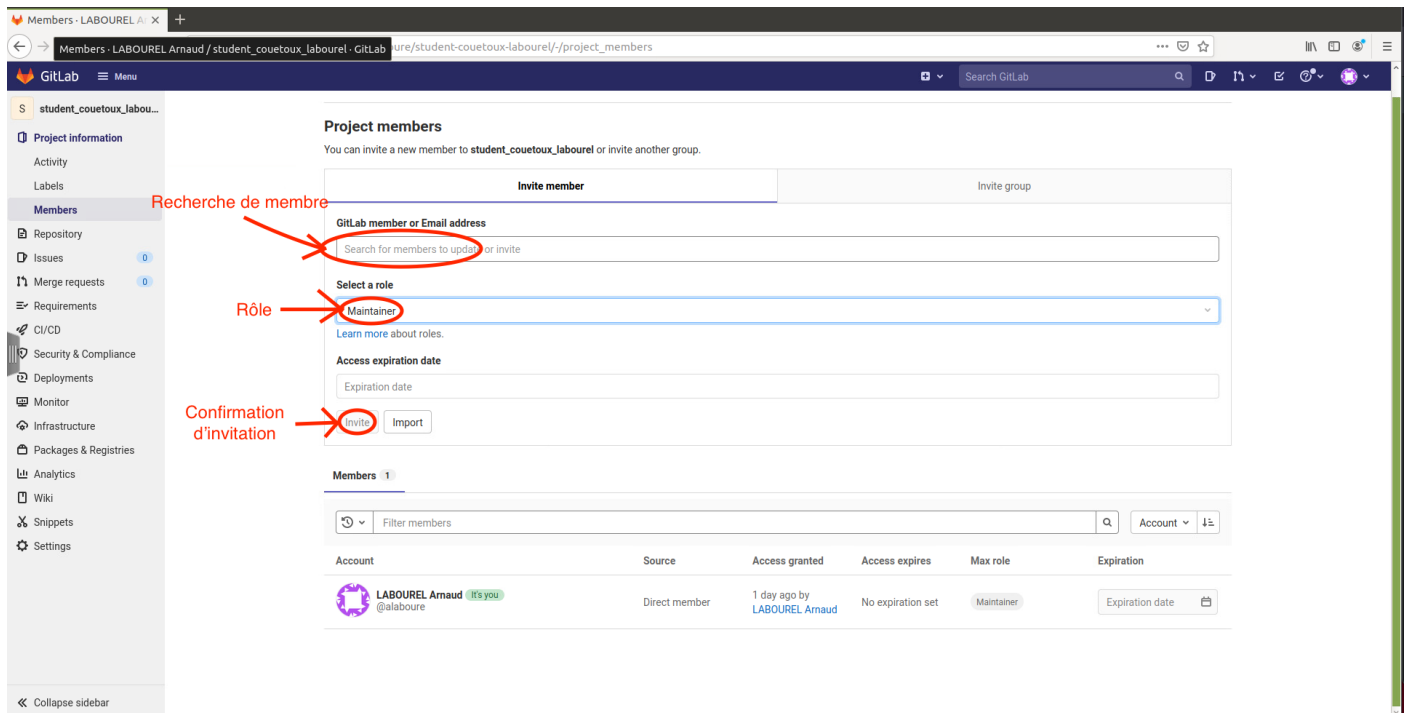 Members · LABOUREL A
Members · LABOUREL Arnaud / student_couetoux_labourel · GitLab
ure/student-couetoux-labourel/-/project_members
GitLab
Menu
Search GitLab
S
student_couetoux_labou...
Project information
Activity
Labels
Members
Repository
Issues 0
Merge requests 0
Requirements
CI/CD
Security & Compliance
Deployments
Monitor
Infrastructure
Packages & Registries
Analytics
Wiki
Snippets
Settings
Collapse sidebar
Project members
You can invite a new member to student_couetoux_labourel or invite another group.
Invite member
Invite group
Recherche de membre
GitLab member or Email address
Search for members to update or invite
Select a role
Rôle
Maintainer
Learn more about roles.
Access expiration date
Expiration date
Confirmation
d'invitation
Invite
Import
Members 1
Filter members
Account
Account
Source
Access granted
Access expires
Max role
Expiration
LABOUREL Arnaud It's you
@alaboure
Direct member
1 day ago by
LABOUREL Arnaud
No expiration set
Maintainer
Expiration date